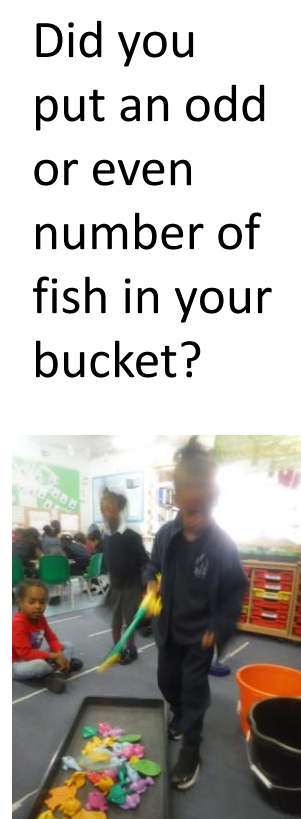 Did you
put an odd
or even
number of
fish in your
bucket?